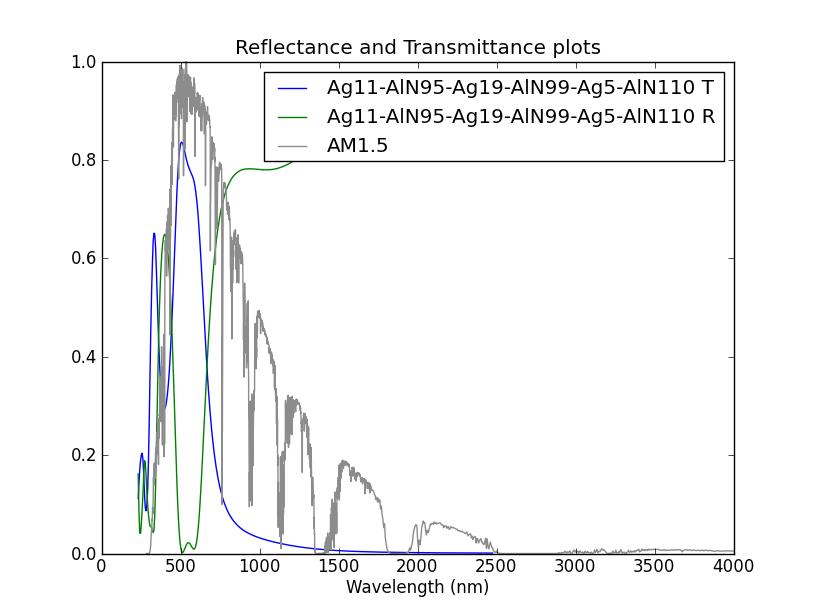 Reflectance and Transmittance plots
1.0
Ag11-AlN95-Ag19-AlN99-Ag5-AlN110 T
Ag11-AlN95-Ag19-AlN99-Ag5-AlN110 R
AM1.5
0.8
0.6
0.4
0.2
0.0
0 500 1000 1500 2000 2500 3000 3500 4000
Wavelength (nm)